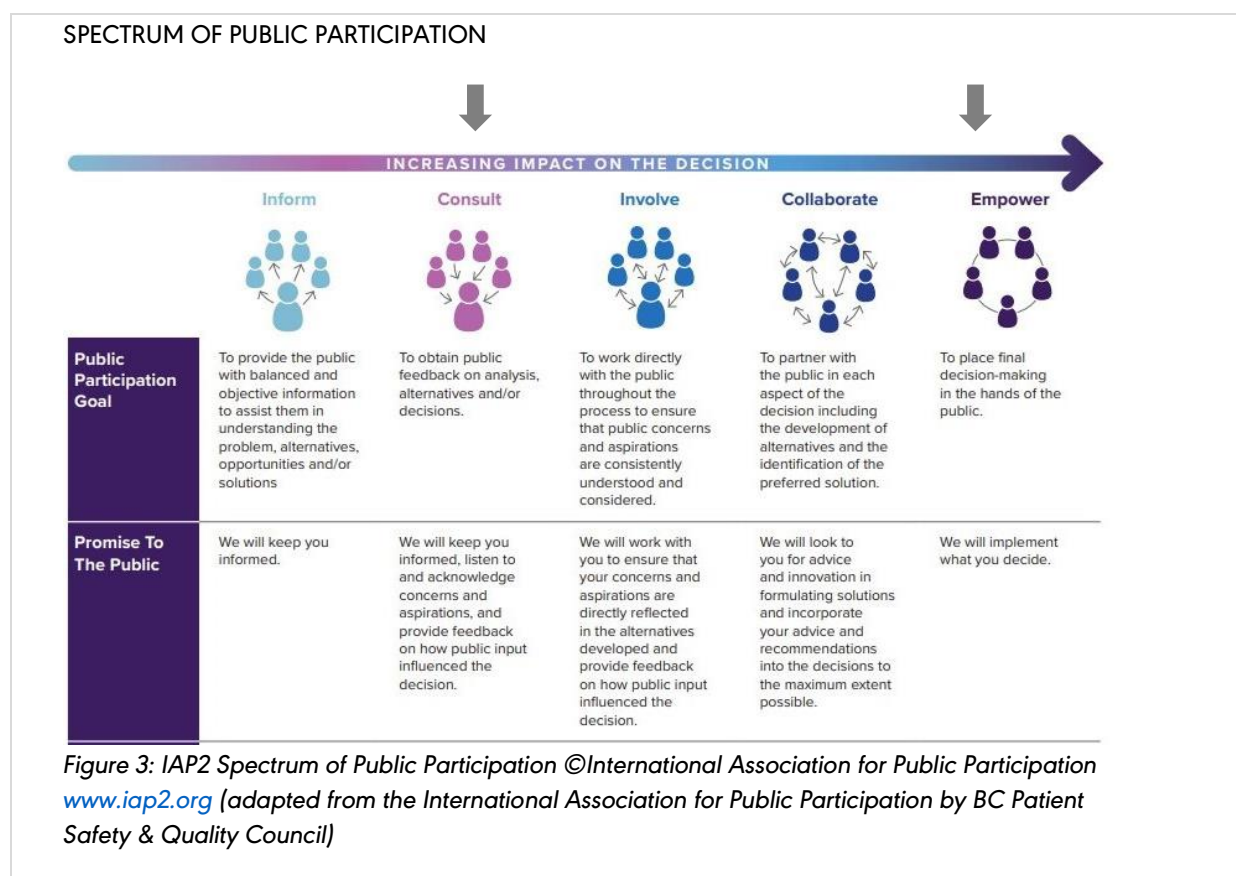 SPECTRUM OF PUBLIC PARTICIPATION
INCREASING IMPACT ON THE DECISION
Inform
Consult
Involve
Collaborate
Empower
Public
Participation
Goal
To provide the public
with balanced and
objective information
to assist them in
understanding the
problem, alternatives,
opportunities and/or
solutions
To obtain public
feedback on analysis,
alternatives and/or
decisions.
To work directly
with the public
throughout the
process to ensure
that public concerns
and aspirations
are consistently
understood and
considered.
To partner with
the public in each
aspect of the
decision including
the development of
alternatives and the
identification of the
preferred solution.
To place final
decision-making
in the hands of the
public.
Promise To
The Public
We will keep you
informed.
We will keep you
informed, listen to
and acknowledge
concerns and
aspirations, and
provide feedback
on how public input
influenced the
decision.
We will work with
you to ensure that
your concerns and
aspirations are
directly reflected
in the alternatives
developed and
provide feedback
on how public input
influenced the
decision.
We will look to
you for advice
and innovation in
formulating solutions
and incorporate
your advice and
recommendations
into the decisions to
the maximum extent
possible.
We will implement
what you decide.
Figure 3: IAP2 Spectrum of Public Participation ©International Association for Public Participation
www.iap2.org (adapted from the International Association for Public Participation by BC Patient
Safety & Quality Council)